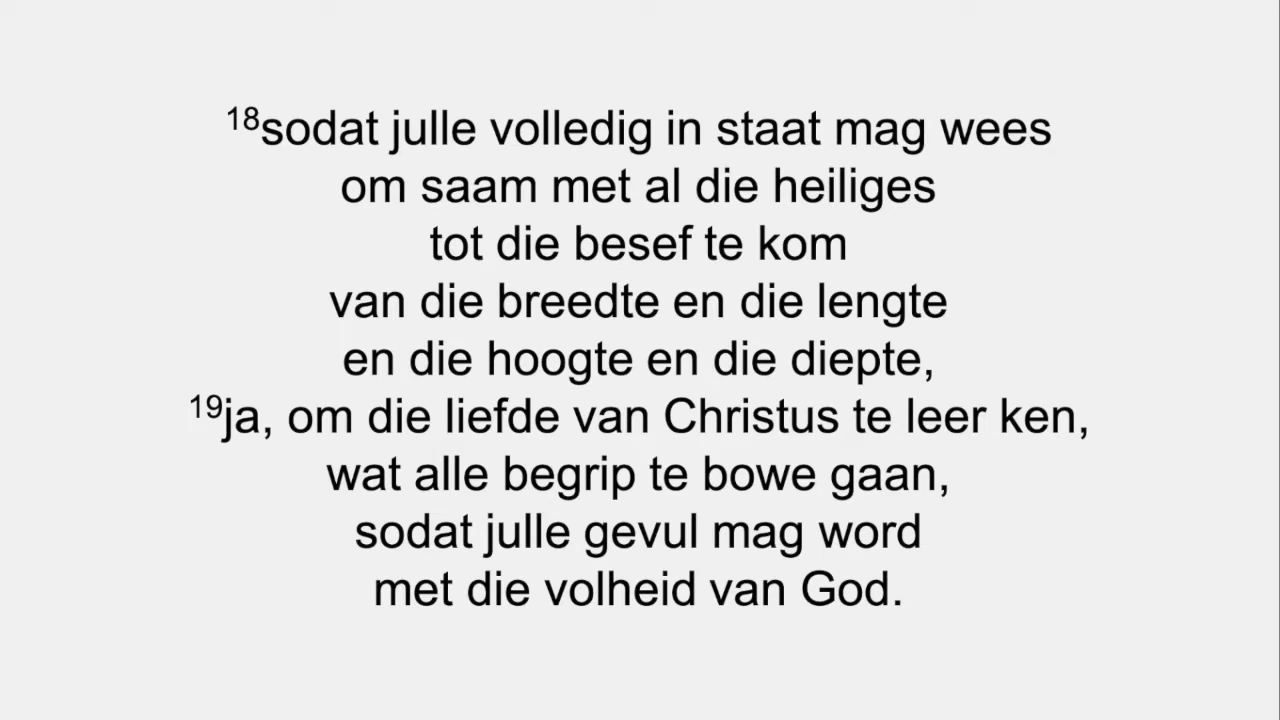 18sodat julle volledig in staat mag wees
om saam met al die heiliges
tot die besef te kom
van die breedte en die lengte
en die hoogte en die diepte,
19ja, om die liefde van Christus te leer ken,
wat alle begrip te bowe gaan,
sodat julle gevul mag word
met die volheid van God.